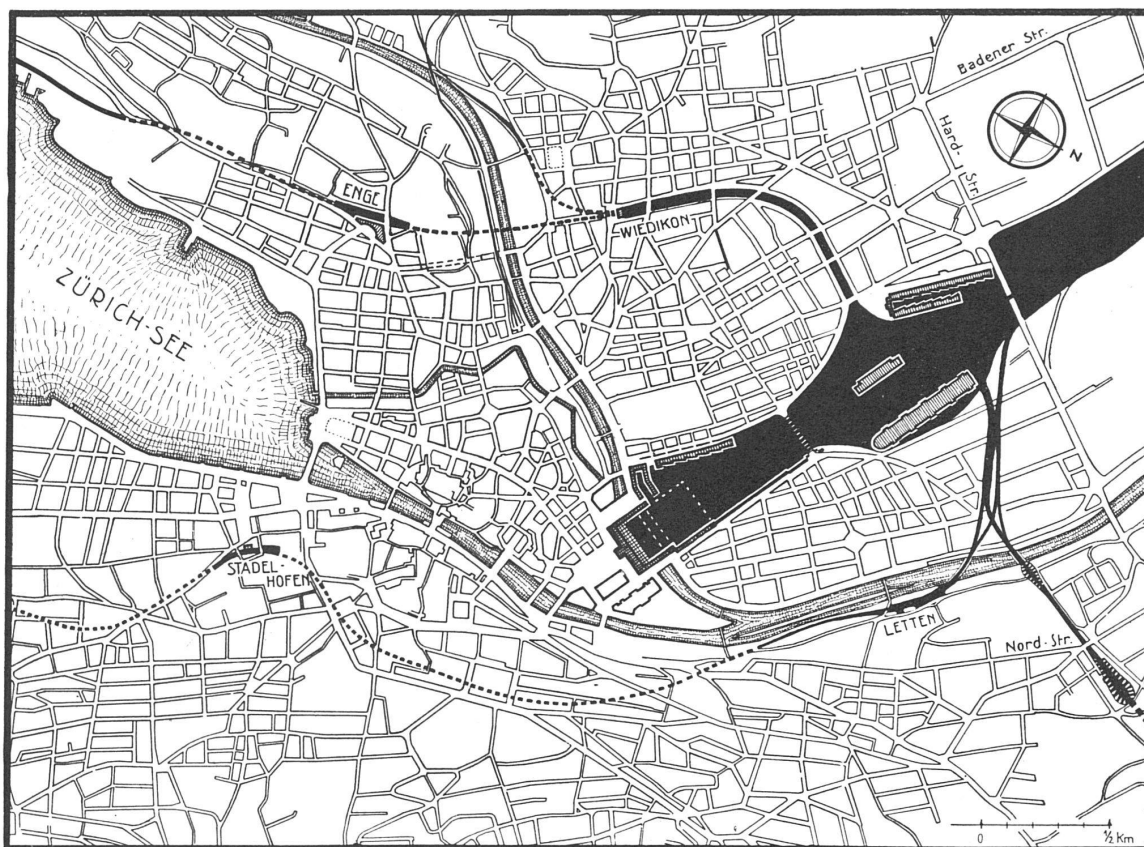 Badener Str.
Hard-Str.
N
ENGE
WIEDIKON
ZÜRICH-SEE
STADEL-
HOFEN
LETTEN
Nord-Str.
0 ½ Km